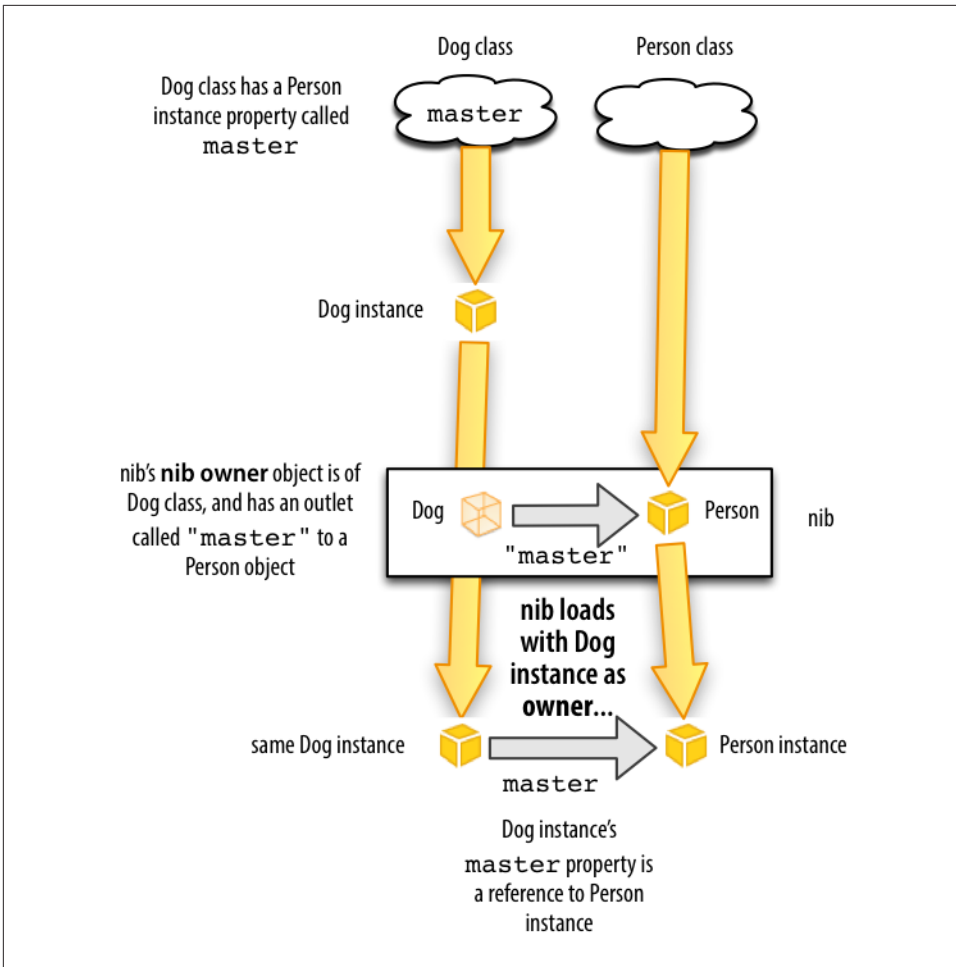 Dog class
Person class
Dog class has a Person
instance property called
master
master
Dog instance
nib's nib owner object is of
Dog class, and has an outlet
called "master" to a
Person object
Dog
Person
"master"
nib
nib loads
with Dog
instance as
owner...
same Dog instance
Person instance
master
Dog instance's
master property is
a reference to Person
instance